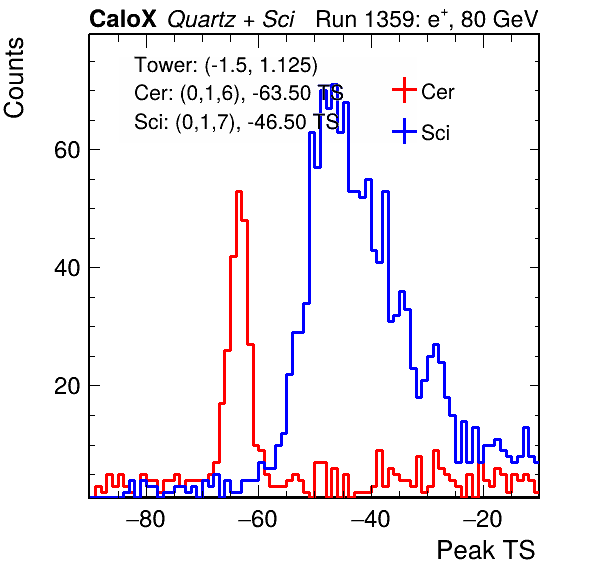 CaloX Quartz + Sci Run 1359: e⁺, 80 GeV
Counts
Tower: (-1.5, 1.125)
Cer: (0,1,6), -63.50 TS
Sci: (0,1,7), -46.50 TS
Cer
Sci
60
40
20
−80 −60 −40 −20
Peak TS